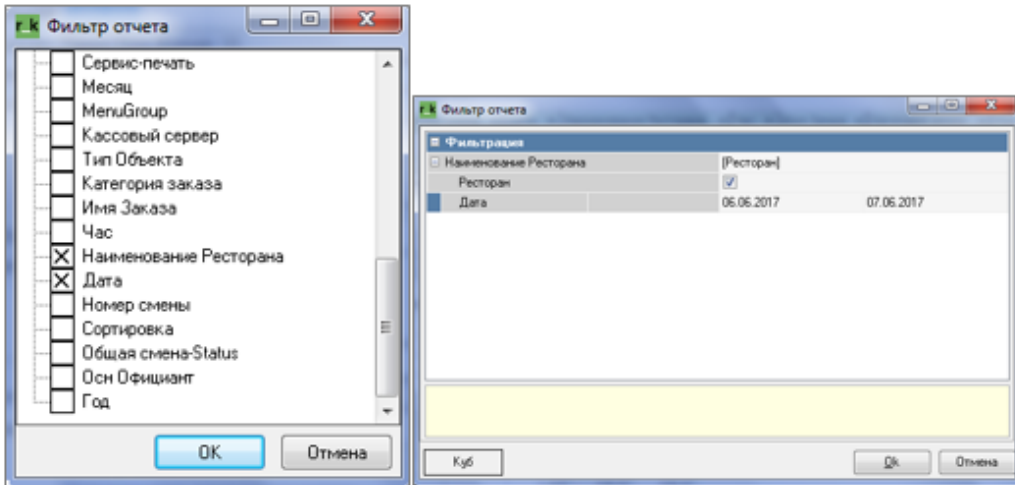 r_k Фильтр отчета
Сервис-печать
Месяц
MenuGroup
Кассовый сервер
Тип Объекта
Категория заказа
Имя Заказа
Час
Наименование Ресторана
Дата
Номер смены
Сортировка
Общая смена-Status
Осн Официант
Год
OK Отмена
r_k Фильтр отчета
Фильтрация
Наименование Ресторана [Ресторан]
Ресторан
Дата 06.06.2017 07.06.2017
Куб Ok Отмена